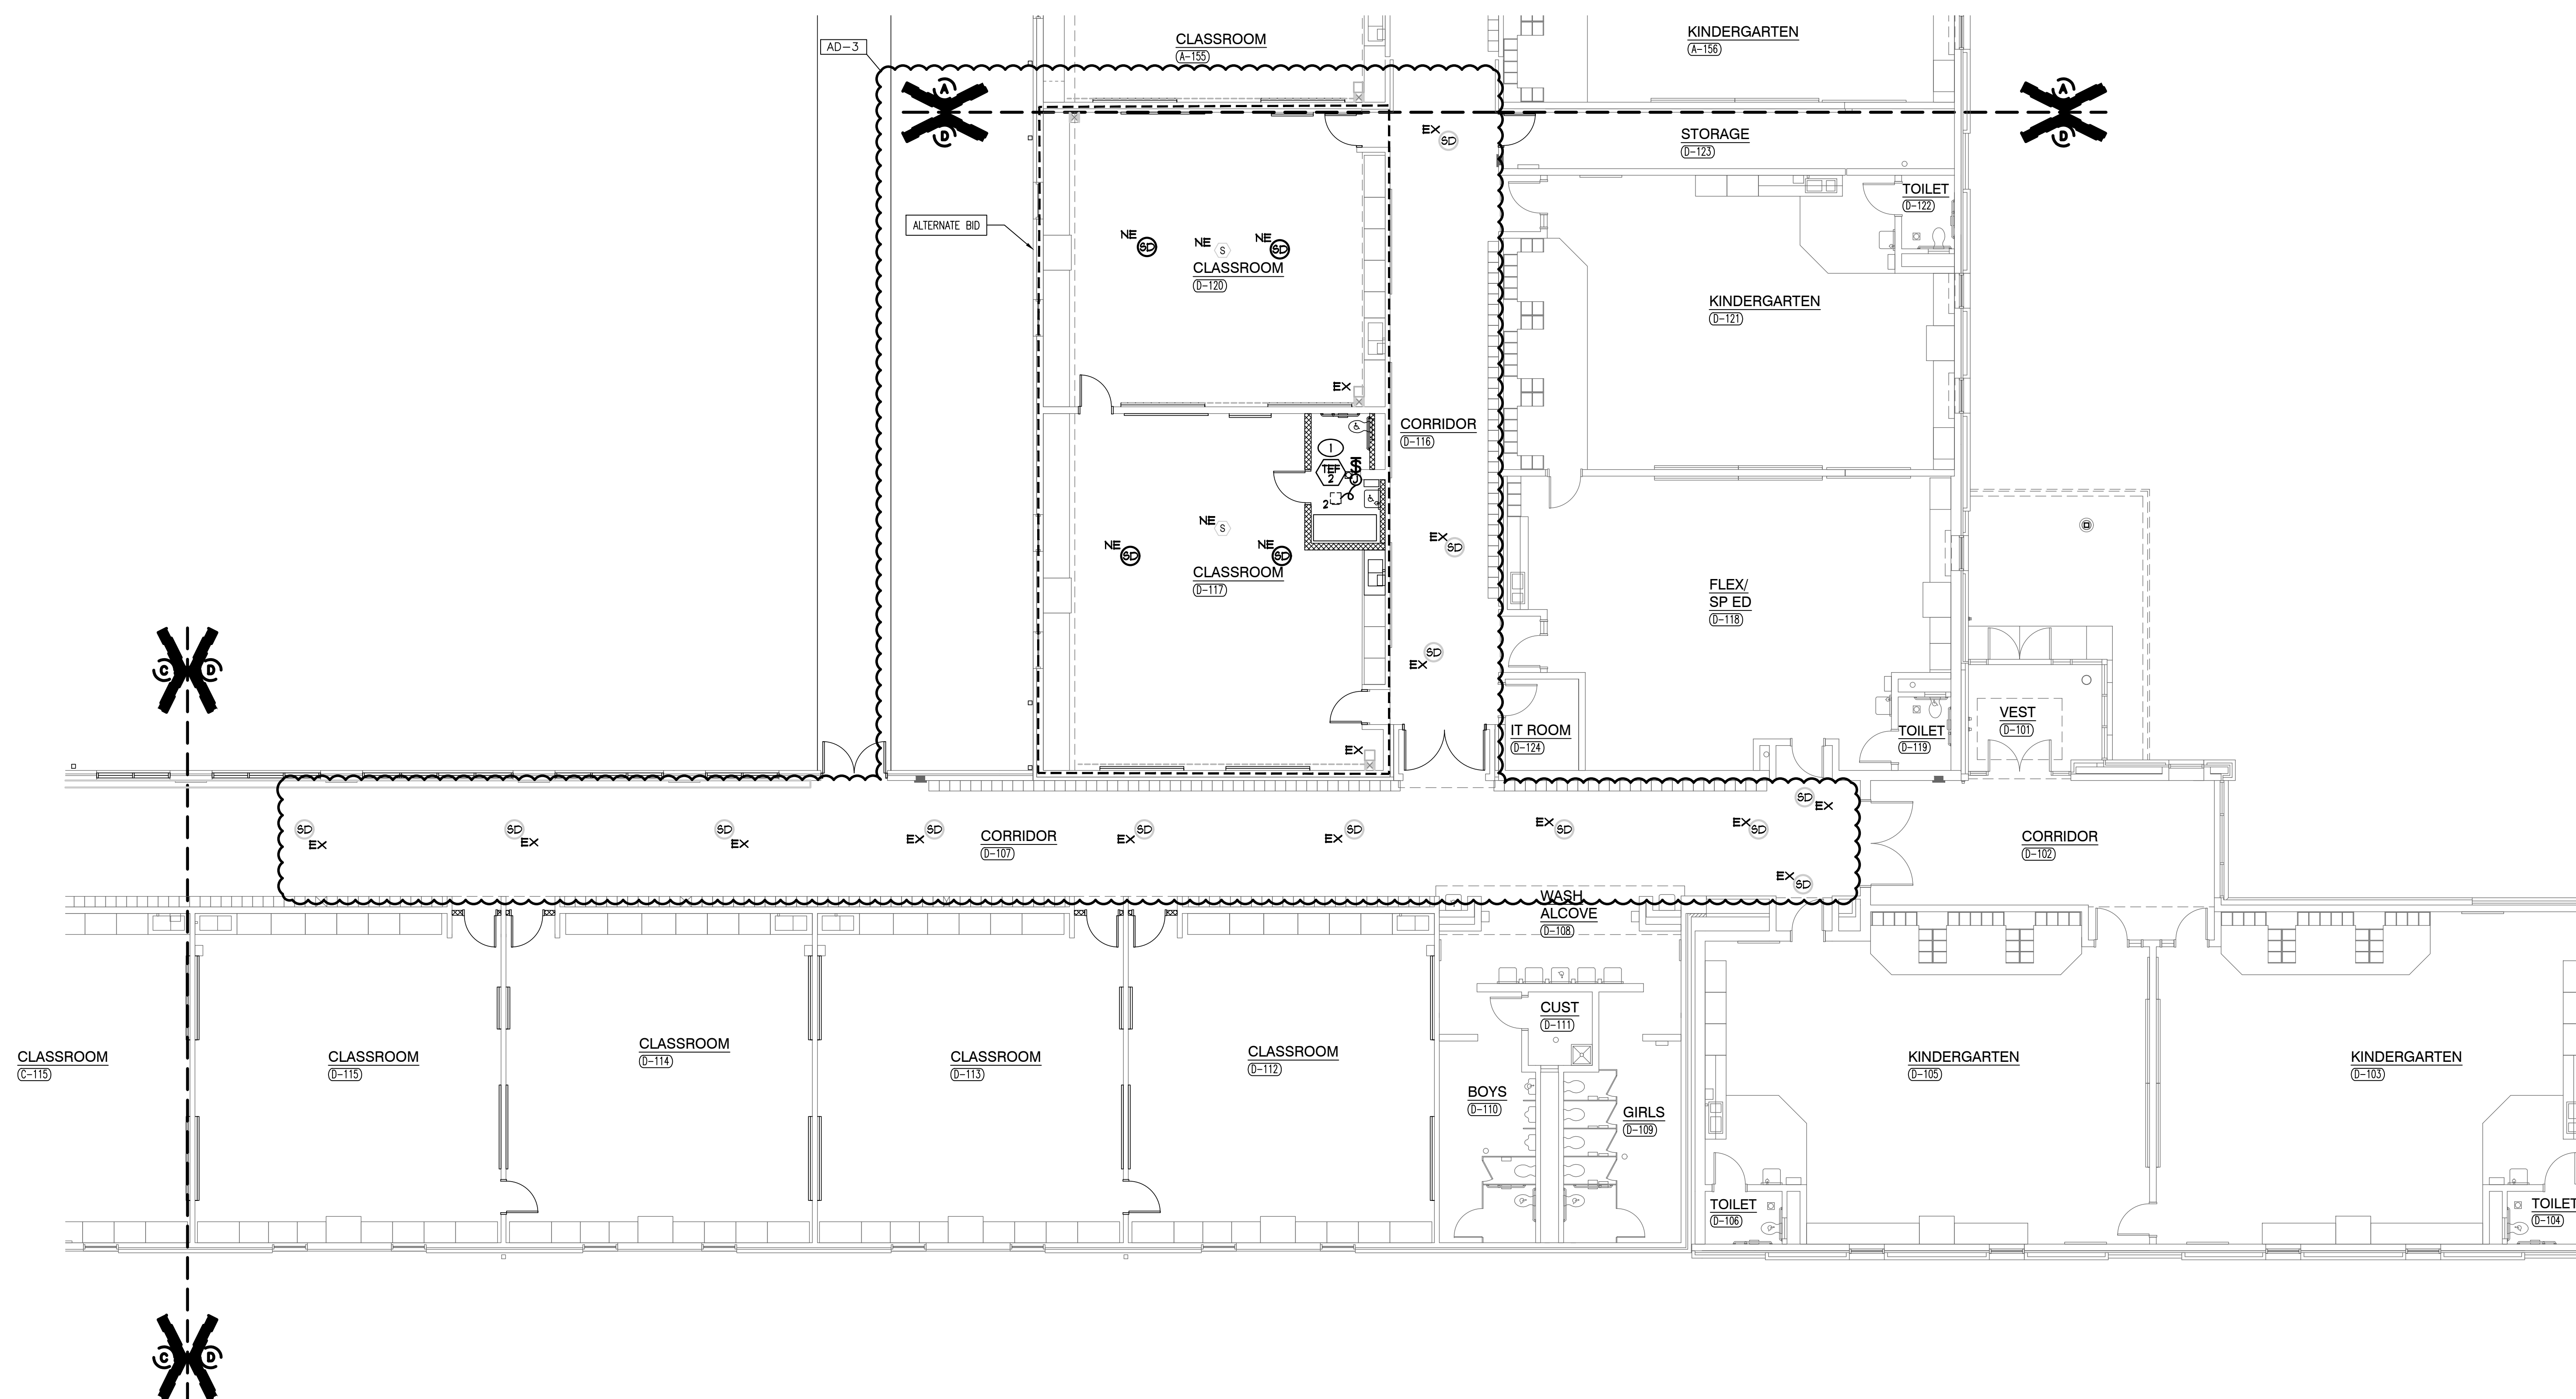 CLASSROOM
A-155
KINDERGARTEN
A-156
AD-3
A
D
A
D
STORAGE
D-123
EX
SD
TOILET
D-122
ALTERNATE BID
NE
SD
NE
S
NE
SD
CLASSROOM
D-120
KINDERGARTEN
D-121
EX
CORRIDOR
D-116
1
TEF
2
2
NE
S
NE
SD
NE
SD
CLASSROOM
D-117
EX
SD
FLEX/
SP ED
D-118
SD
EX
C
D
VEST
D-101
IT ROOM
D-124
TOILET
D-119
EX
SD
EX
SD
EX
SD
EX
SD
EX
SD
EX
CORRIDOR
D-107
SD
EX
SD
EX
SD
EX
SD
EX
SD
EX
SD
CORRIDOR
D-102
WASH
ALCOVE
D-108
CLASSROOM
C-115
CLASSROOM
D-115
CLASSROOM
D-114
CLASSROOM
D-113
CLASSROOM
D-112
CUST
D-111
BOYS
D-110
GIRLS
D-109
KINDERGARTEN
D-105
KINDERGARTEN
D-103
TOILET
D-106
TOILET
D-104
C
D